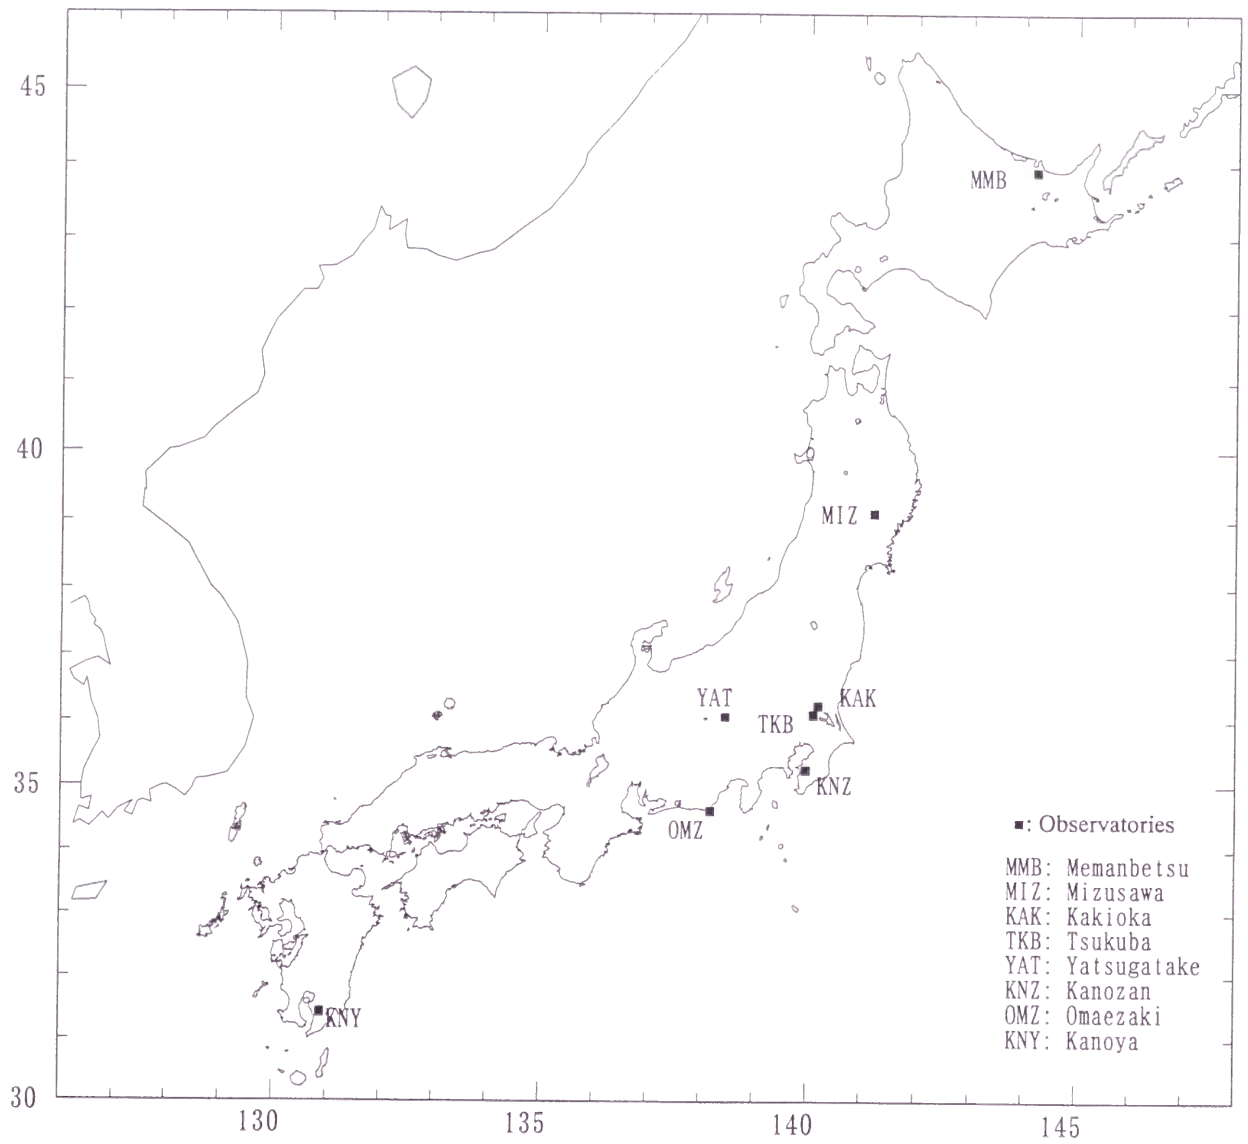 45
MMB
40
MIZ
YAT
KAK
TKB
35
KNZ
OMZ
■: Observatories
MMB: Memanbetsu
MIZ: Mizusawa
KAK: Kakioka
TKB: Tsukuba
YAT: Yatsugatake
KNZ: Kanozan
OMZ: Omaezaki
KNY: Kanoya
KNY
30
130
135
140
145